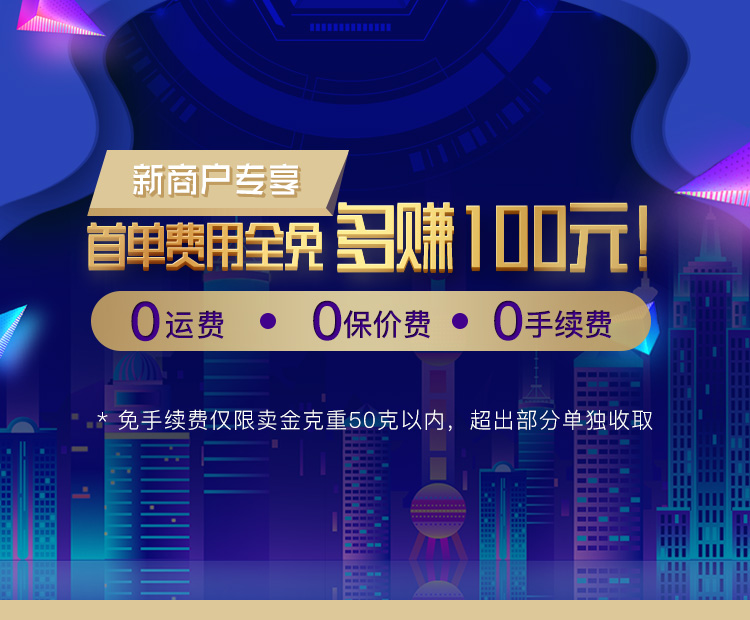 新商户专享
首单费用全免 多赚100元!
0运费 • 0保价费 • 0手续费
* 免手续费仅限卖金克重50克以内，超出部分单独收取